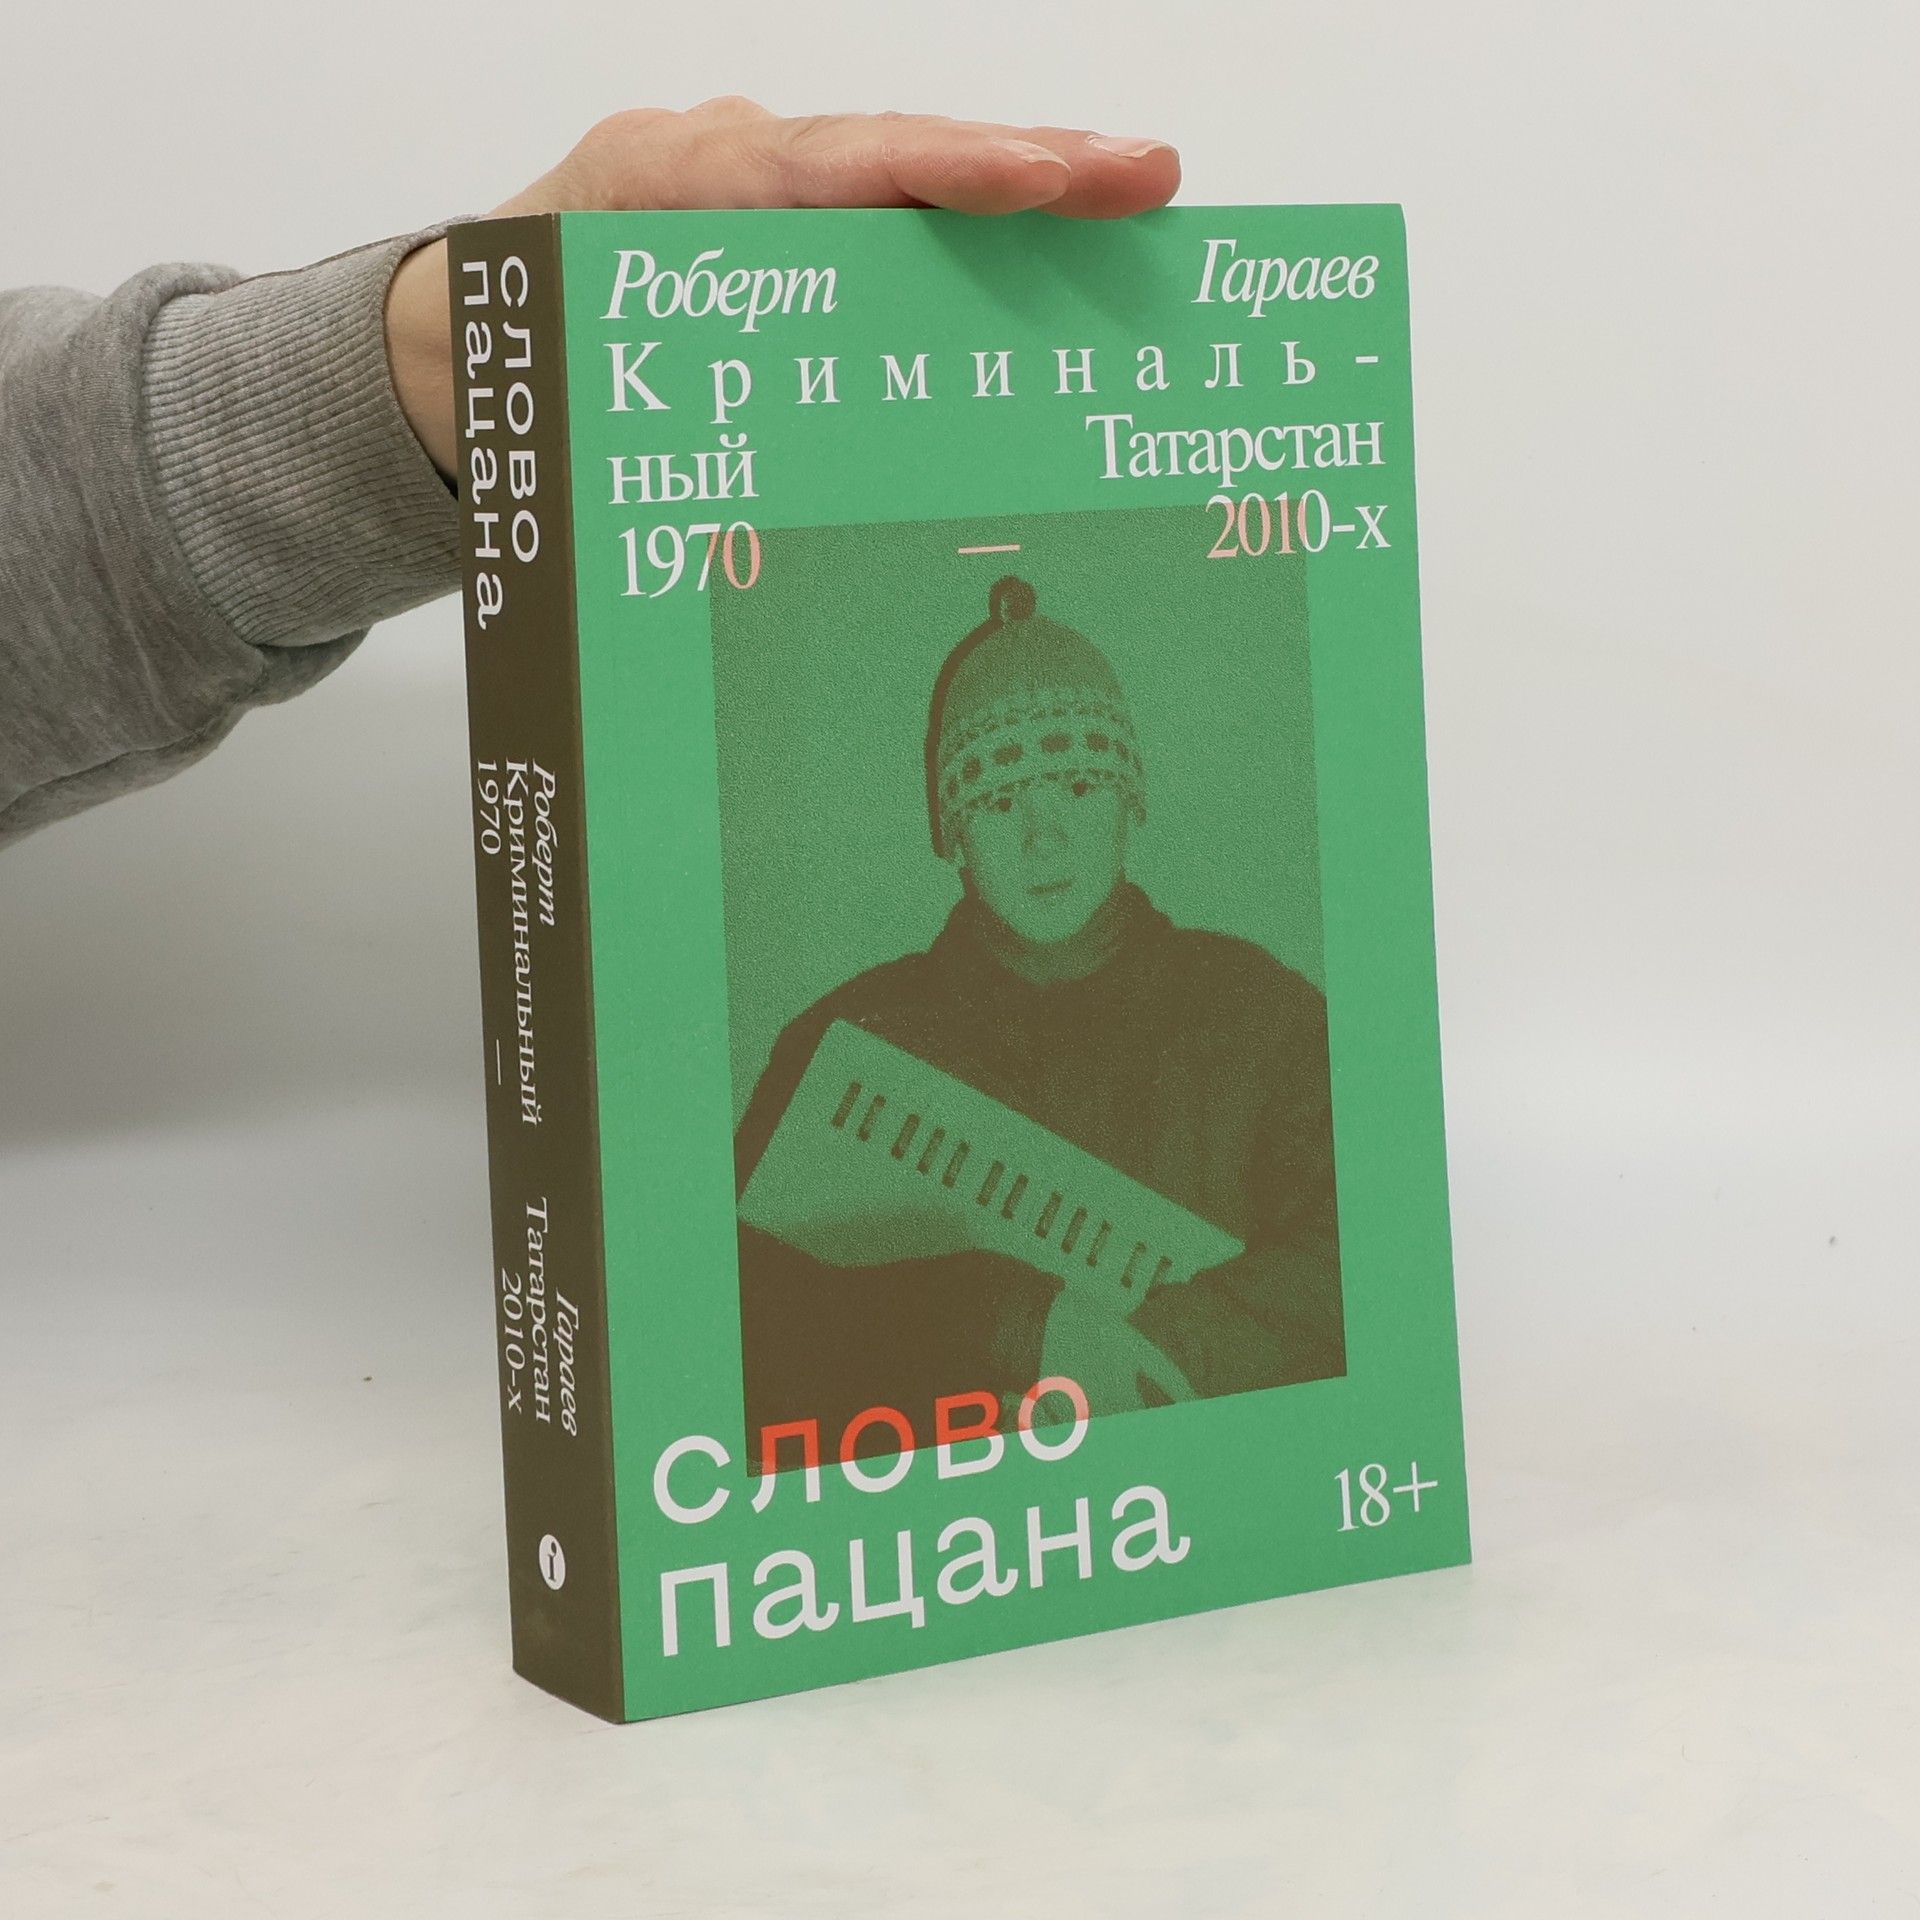 Роберт Гараев
Криминаль-
ный Татарстан
1970 — 2010-х
слово
пацана
18+
слово
пацана
Роберт Гараев
Криминальный Татарстан
1970 — 2010-х